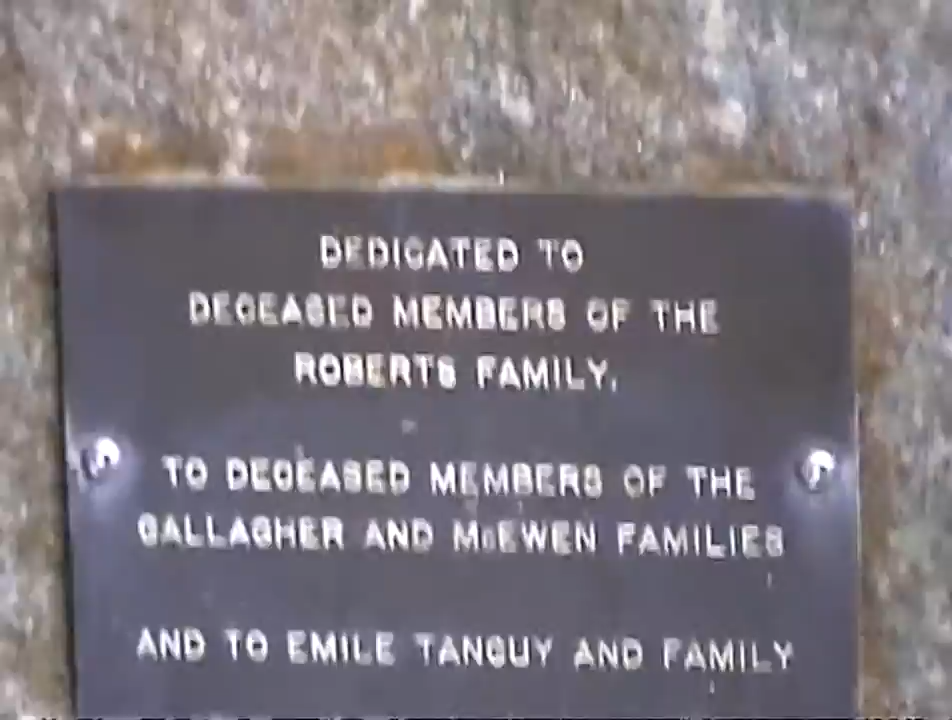 DEDICATED TO
DECEASED MEMBERS OF THE
ROBERTS FAMILY,
TO DECEASED MEMBERS OF THE
GALLAGHER AND McEWEN FAMILIES
AND TO EMILE TANGUY AND FAMILY